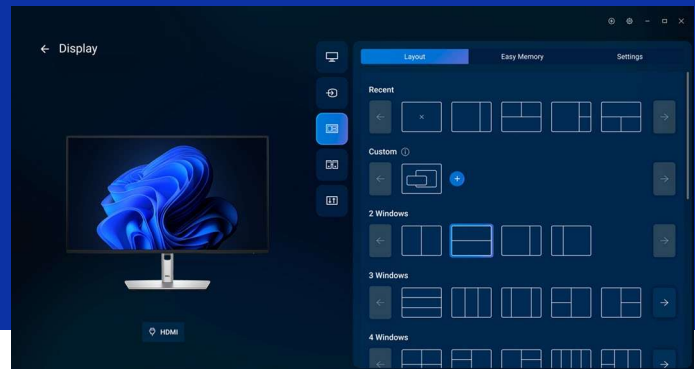 Display
Layout Easy Memory Settings
Recent
Custom
2 Windows
3 Windows
4 Windows
HDMI